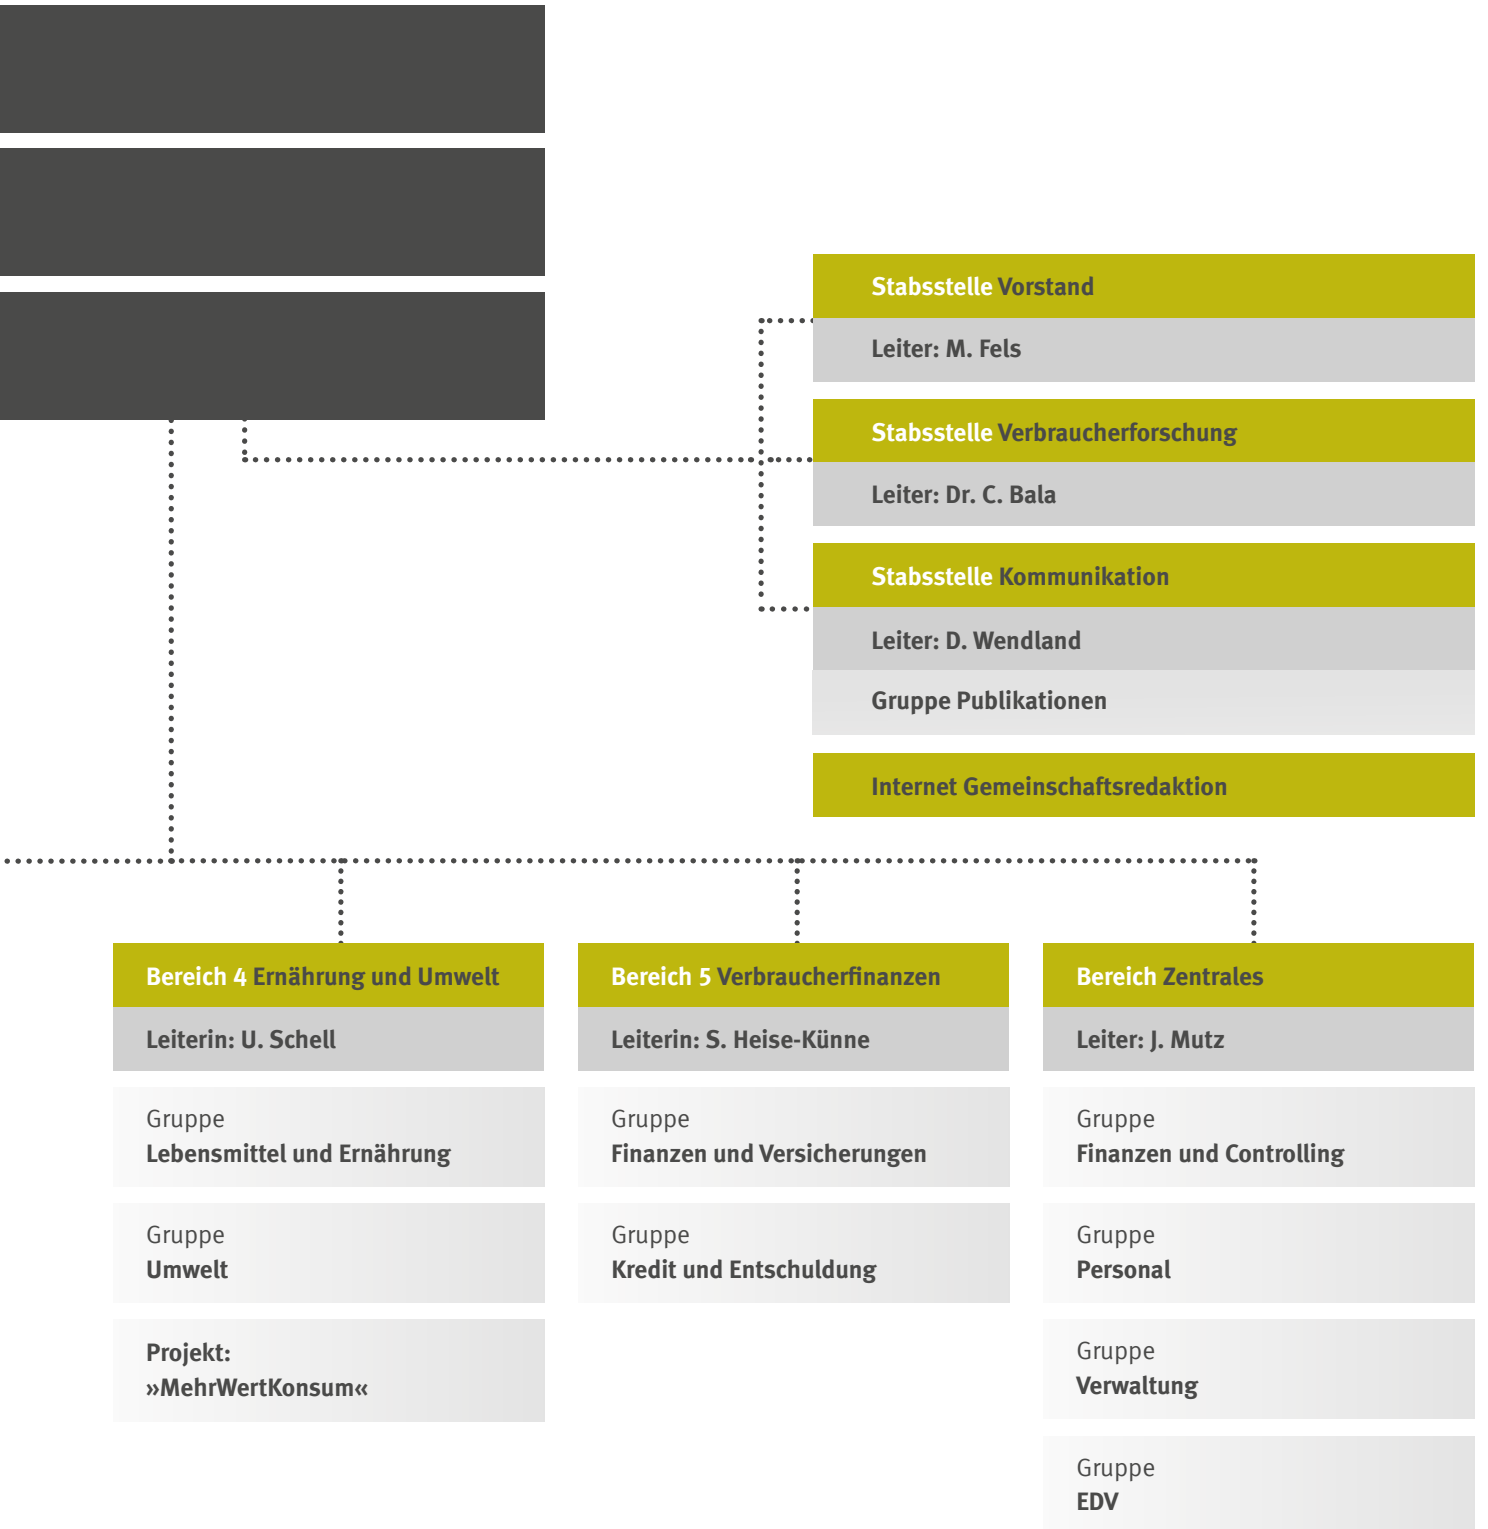 Stabsstelle Vorstand
Leiter: M. Fels
Stabsstelle Verbraucherforschung
Leiter: Dr. C. Bala
Stabsstelle Kommunikation
Leiter: D. Wendland
Gruppe Publikationen
Internet Gemeinschaftsredaktion
Bereich 4 Ernährung und Umwelt
Leiterin: U. Schell
Gruppe
Lebensmittel und Ernährung
Gruppe
Umwelt
Projekt:
»MehrWertKonsum«
Bereich 5 Verbraucherfinanzen
Leiterin: S. Heise-Künne
Gruppe
Finanzen und Versicherungen
Gruppe
Kredit und Entschuldung
Bereich Zentrales
Leiter: J. Mutz
Gruppe
Finanzen und Controlling
Gruppe
Personal
Gruppe
Verwaltung
Gruppe
EDV